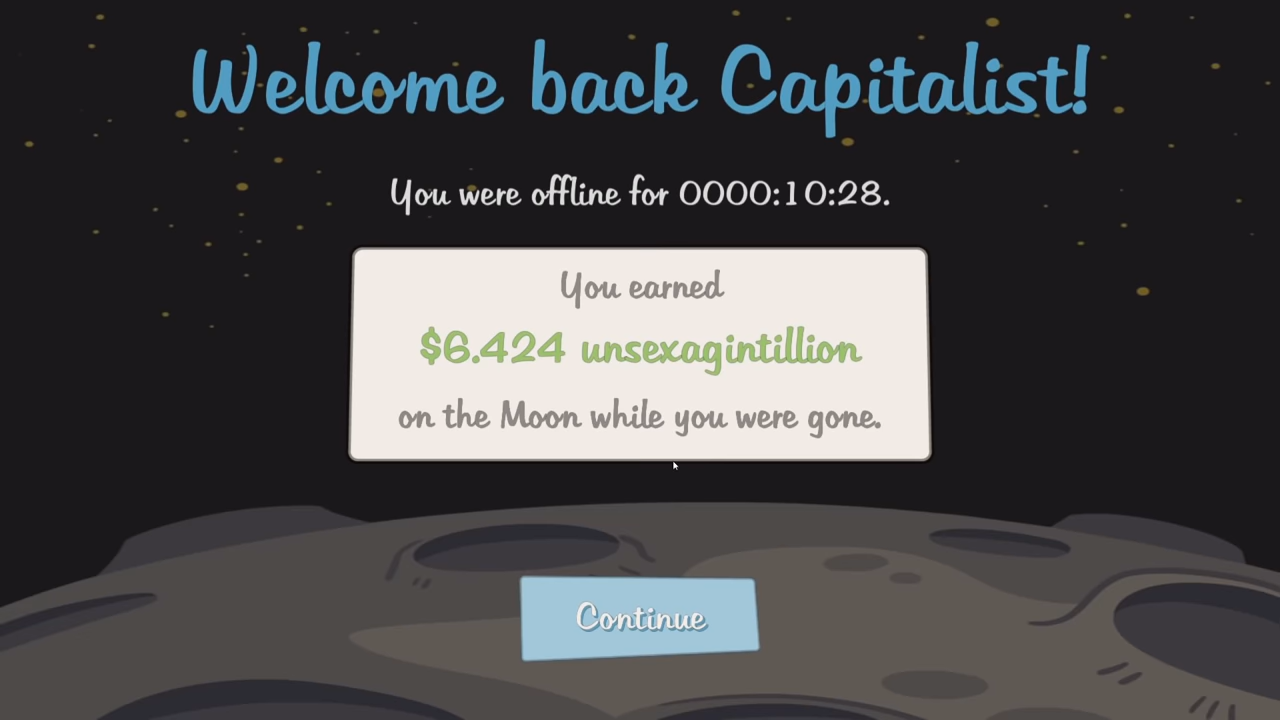 Welcome back Capitalist!
You were offline for 0000:10:28.
You earned
$6.424 unsexagintillion
on the Moon while you were gone.
Continue